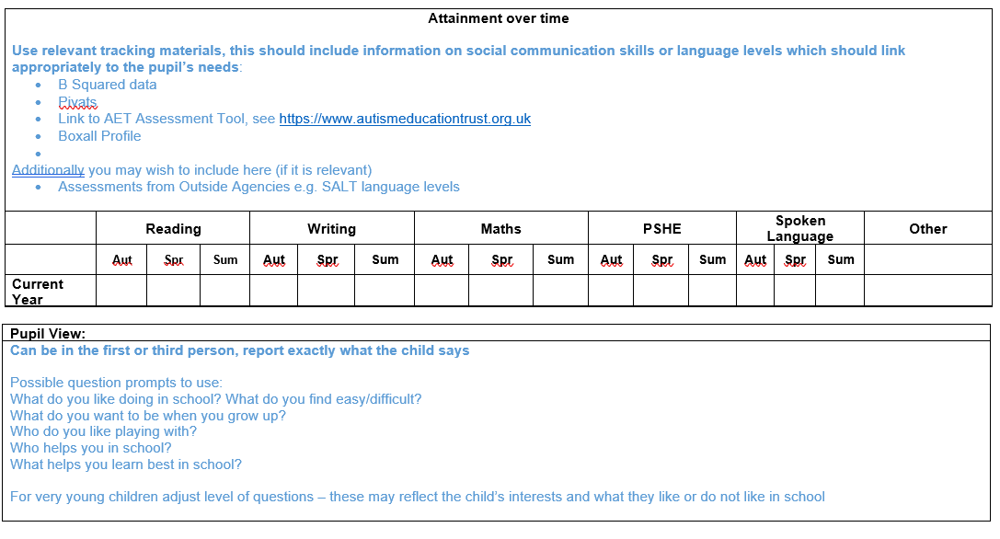 Attainment over time
Use relevant tracking materials, this should include information on social communication skills or language levels which should link
appropriately to the pupil's needs:
• B Squared data
• Pivats
• Link to AET Assessment Tool, see https://www.autismeducationtrust.org.uk
• Boxall Profile
•
Additionally you may wish to include here (if it is relevant)
• Assessments from Outside Agencies e.g. SALT language levels
Reading Writing Maths PSHE Spoken Language Other
Aut Spr Sum Aut Spr Sum Aut Spr Sum Aut Spr Sum Aut Spr Sum
Current
Year
Pupil View:
Can be in the first or third person, report exactly what the child says
Possible question prompts to use:
What do you like doing in school? What do you find easy/difficult?
What do you want to be when you grow up?
Who do you like playing with?
Who helps you in school?
What helps you learn best in school?
For very young children adjust level of questions – these may reflect the child's interests and what they like or do not like in school